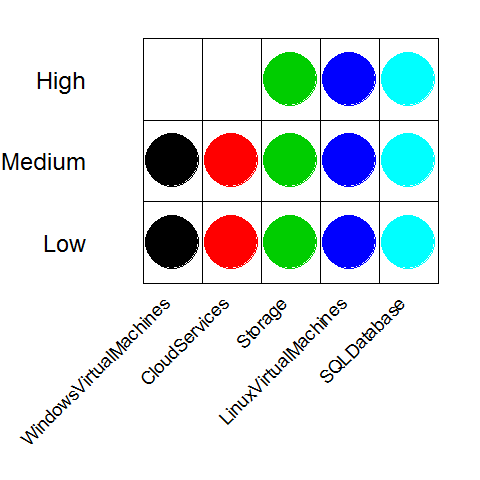 High
Medium
Low
WindowsVirtualMachines
CloudServices
Storage
LinuxVirtualMachines
SQLDatabase